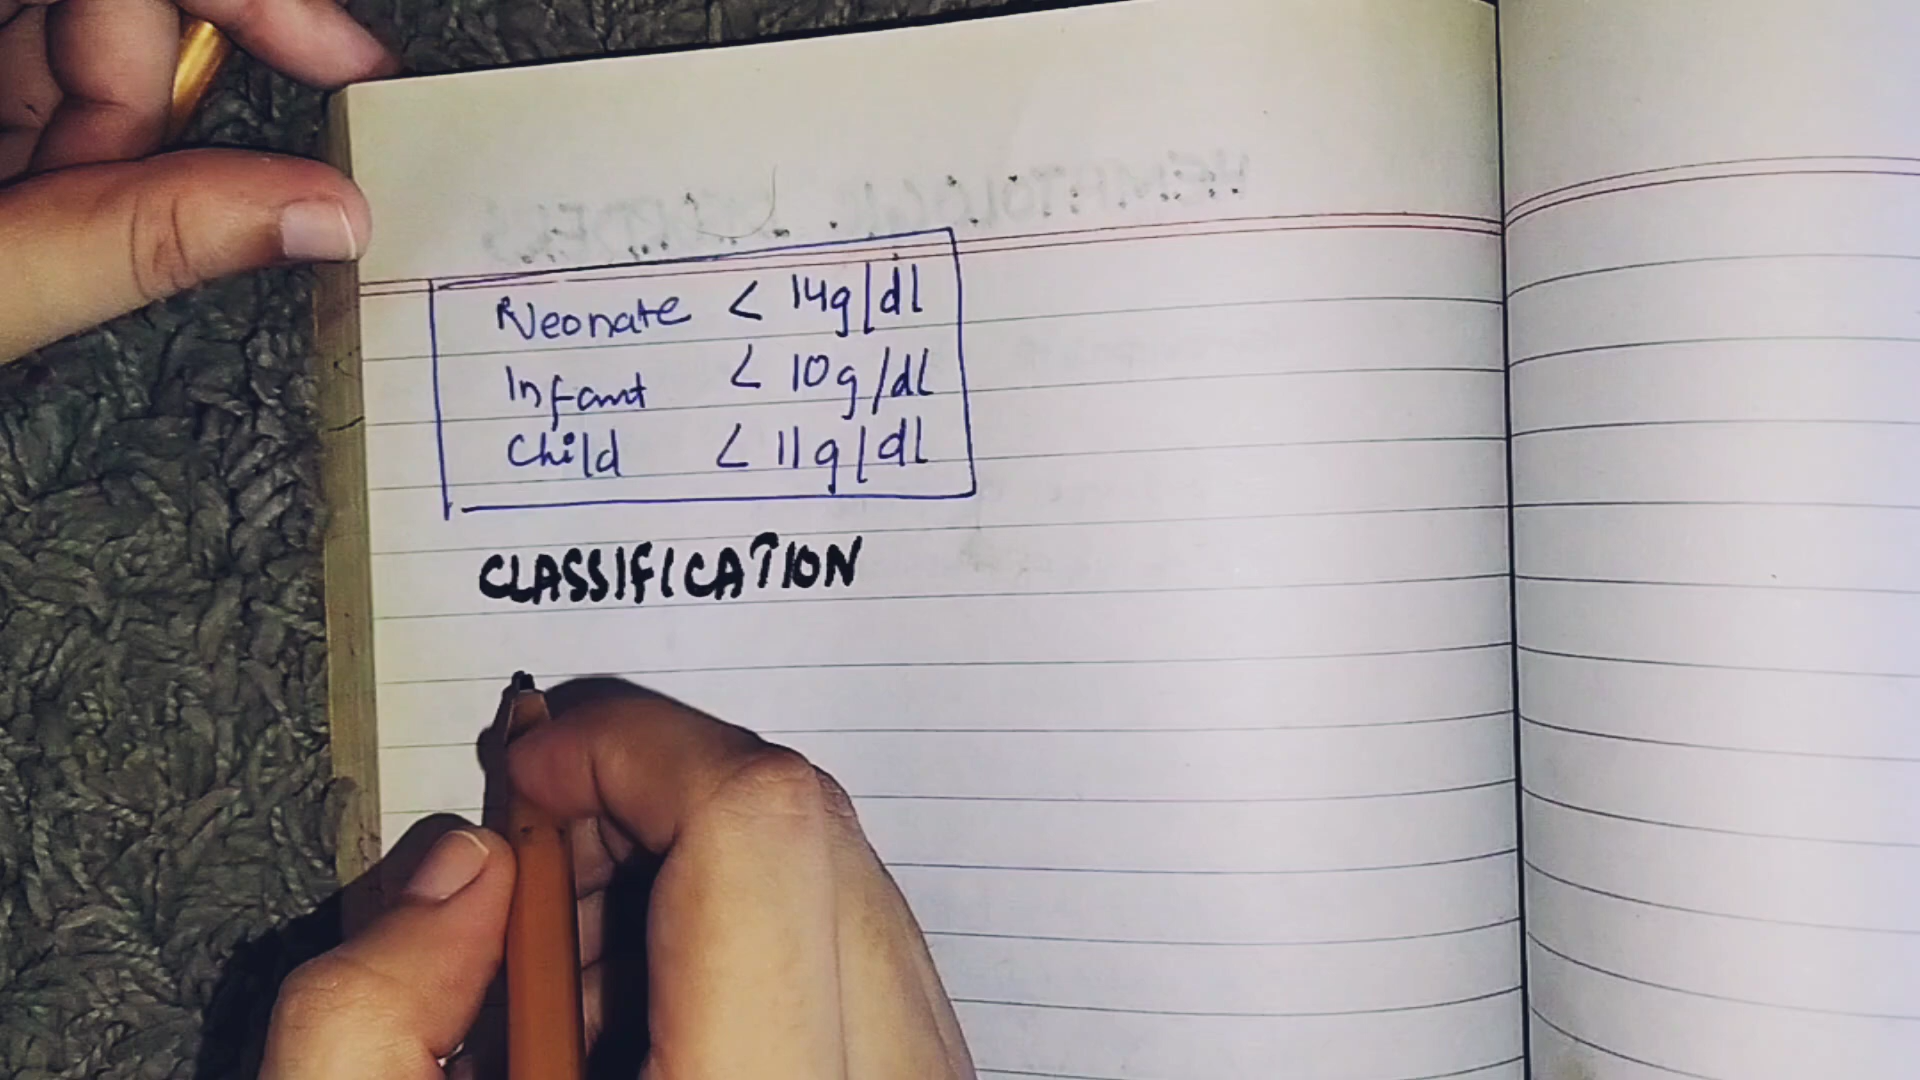 Neonate < 14g/dl
Infant < 10g/dl
Child < 11g/dl
CLASSIFICATION